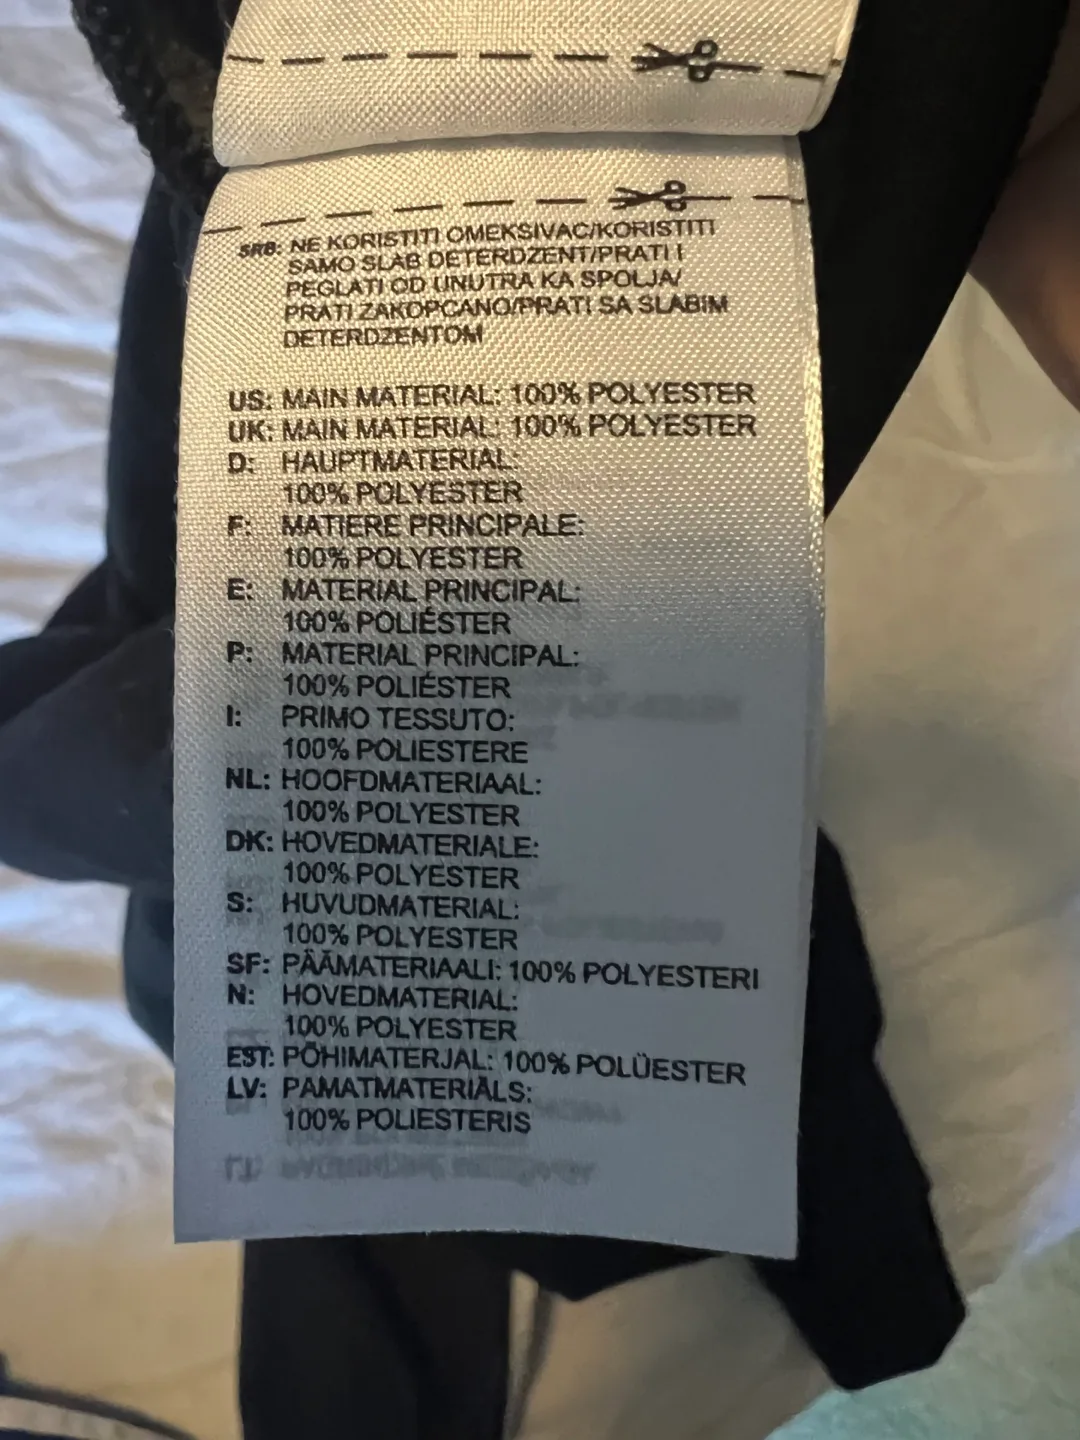 SRB: NE KORISTITI OMEKSIVAC/KORISTITI
SAMO SLAB DETERDZENT/PRATI I
PEGLATI OD UNUTRA KA SPOLJA/
PRATI ZAKOPCANO/PRATI SA SLABIM
DETERDZENTOM
US: MAIN MATERIAL: 100% POLYESTER
UK: MAIN MATERIAL: 100% POLYESTER
D: HAUPTMATERIAL:
100% POLYESTER
F: MATIERE PRINCIPALE:
100% POLYESTER
E: MATERIAL PRINCIPAL:
100% POLIÉSTER
P: MATERIAL PRINCIPAL:
100% POLIÉSTER
I: PRIMO TESSUTO:
100% POLIESTERE
NL: HOOFDMATERIAAL:
100% POLYESTER
DK: HOVEDMATERIALE:
100% POLYESTER
S: HUVUDMATERIAL:
100% POLYESTER
SF: PÄÄMATERIAALI: 100% POLYESTERI
N: HOVEDMATERIAL:
100% POLYESTER
EST: PÕHIMATERJAL: 100% POLÜESTER
LV: PAMATMATERIĀLS:
100% POLIESTERIS